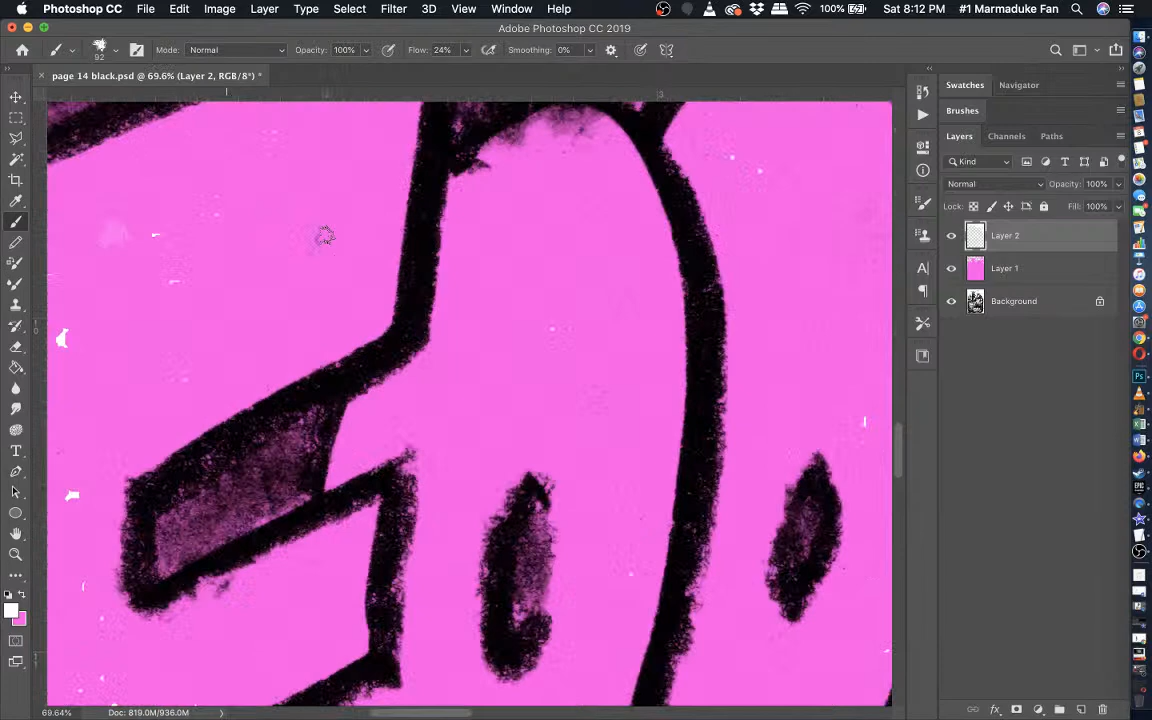 Photoshop CC File Edit Image Layer Type Select Filter 3D View Window Help 100% Sat 8:12 PM #1 Marmaduke Fan
Adobe Photoshop CC 2019
92 Mode: Normal Opacity: 100% Flow: 24% Smoothing: 0%
page 14 black.psd @ 69.6% (Layer 2, RGB/8*) *
Swatches Navigator
Brushes
Layers Channels Paths
Kind
Normal Opacity: 100%
Lock: Fill: 100%
Layer 2
Layer 1
Background
69.64% Doc: 819.0M/936.0M